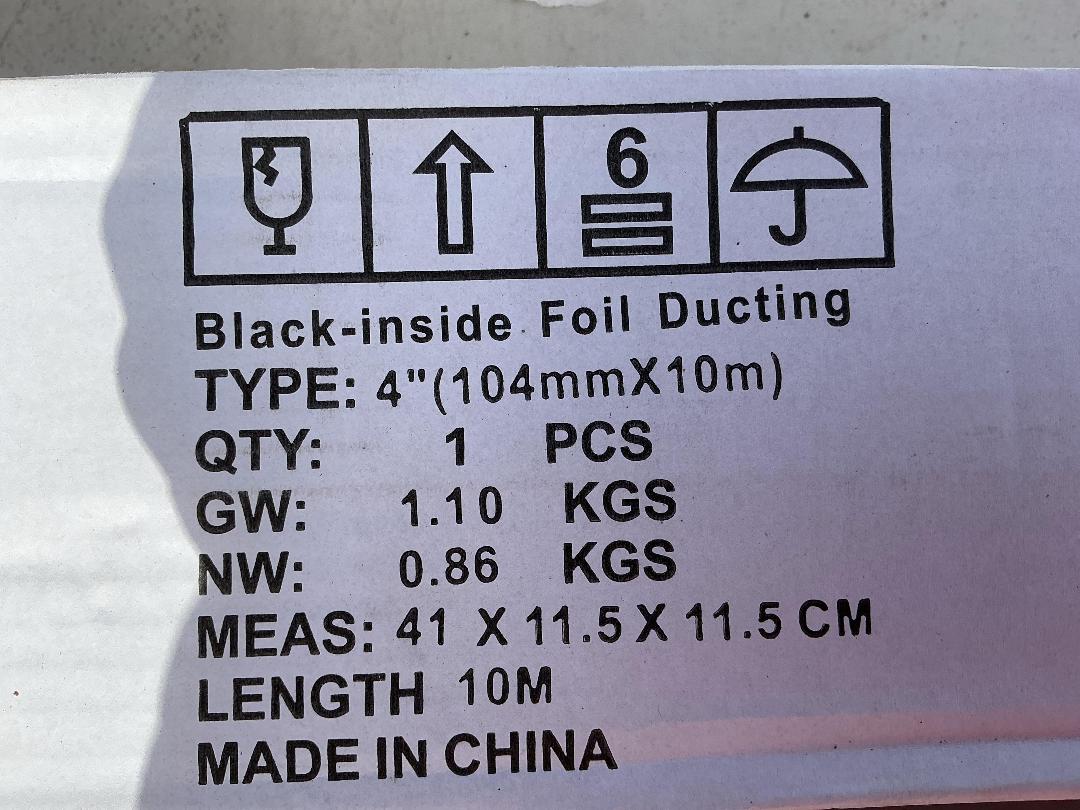 6
Black-inside Foil Ducting
TYPE: 4"(104mmX10m)
QTY: 1 PCS
GW: 1.10 KGS
NW: 0.86 KGS
MEAS: 41 X 11.5 X 11.5 CM
LENGTH 10M
MADE IN CHINA